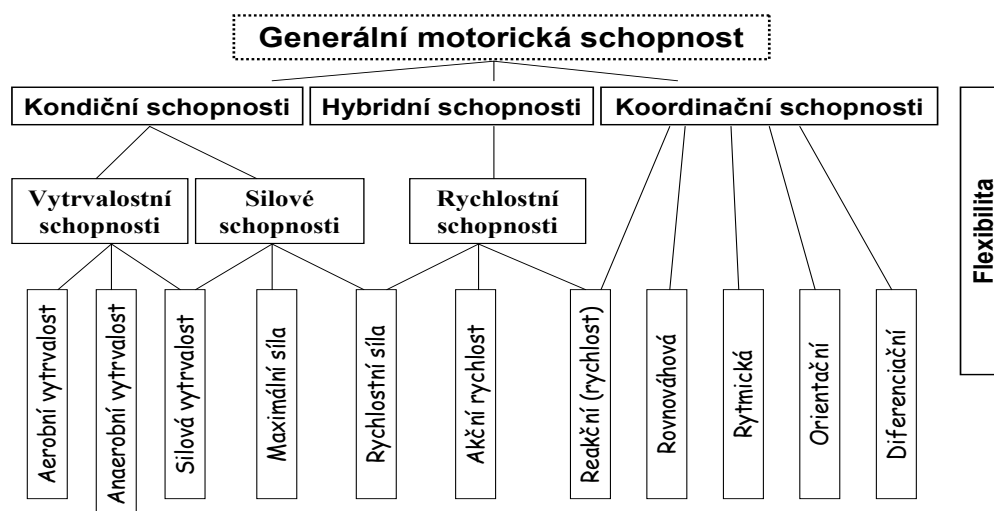 Generální motorická schopnost
Kondiční schopnosti
Hybridní schopnosti
Koordinační schopnosti
Flexibilita
Vytrvalostní
schopnosti
Silové
schopnosti
Rychlostní
schopnosti
Aerobní vytrvalost
Anaerobní vytrvalost
Silová vytrvalost
Maximální síla
Rychlostní síla
Akční rychlost
Reakční (rychlost)
Rovnováhová
Rytmická
Orientační
Diferenciační